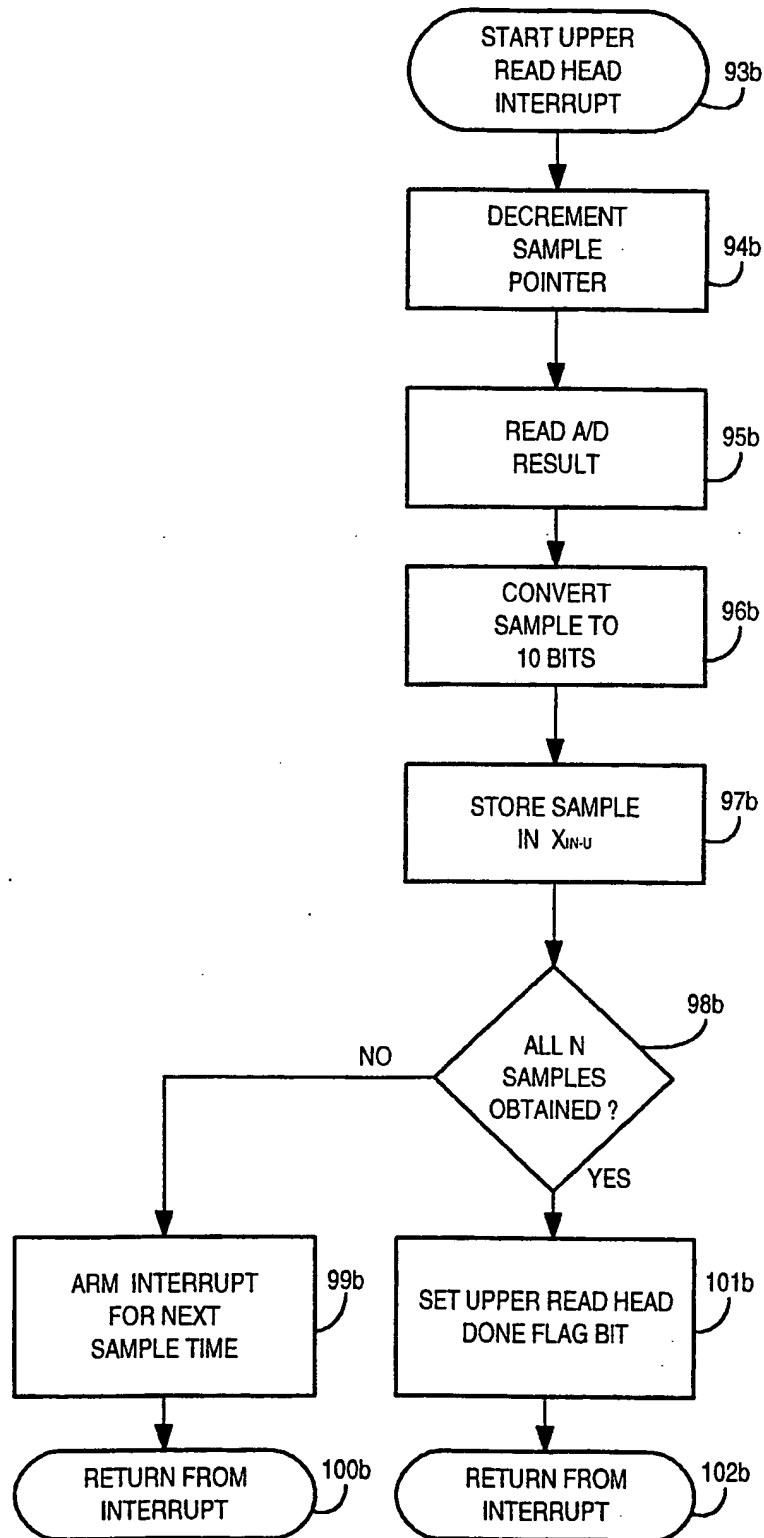 START UPPER
READ HEAD
INTERRUPT
93b
DECREMENT
SAMPLE
POINTER
94b
READ A/D
RESULT
95b
CONVERT
SAMPLE TO
10 BITS
96b
STORE SAMPLE
IN XIN-U
97b
ALL N
SAMPLES
OBTAINED ?
98b
NO
YES
ARM INTERRUPT
FOR NEXT
SAMPLE TIME
99b
SET UPPER READ HEAD
DONE FLAG BIT
101b
RETURN FROM
INTERRUPT
100b
RETURN FROM
INTERRUPT
102b